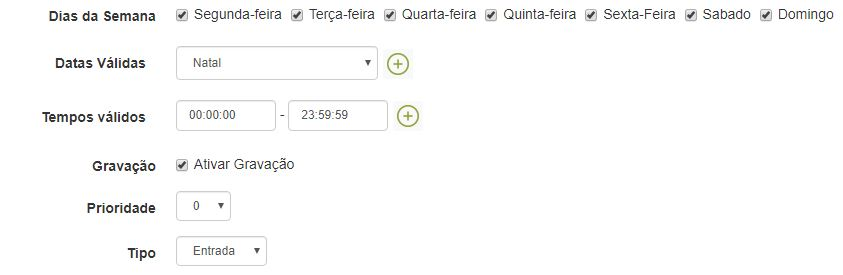 Dias da Semana Segunda-feira Terça-feira Quarta-feira Quinta-feira Sexta-Feira Sabado Domingo
Datas Válidas Natal
Tempos válidos 00:00:00 - 23:59:59
Gravação Ativar Gravação
Prioridade 0
Tipo Entrada